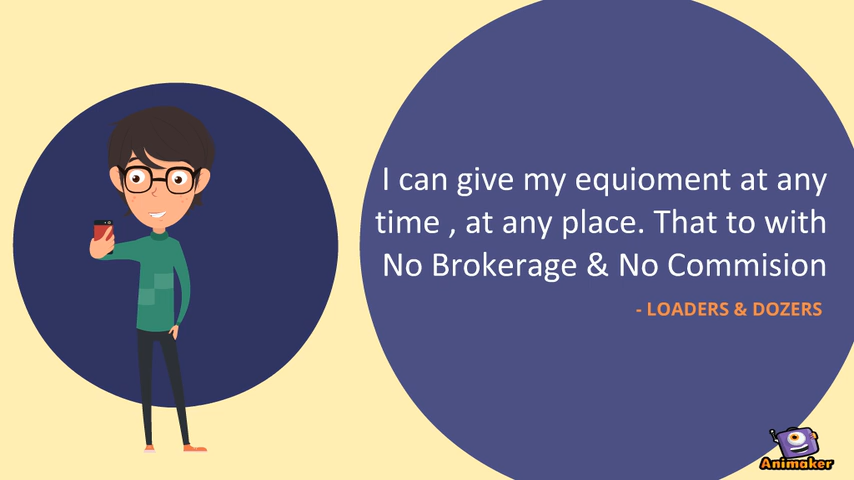 I can give my equioment at any
time , at any place. That to with
No Brokerage & No Commision
- LOADERS & DOZERS
Animaker